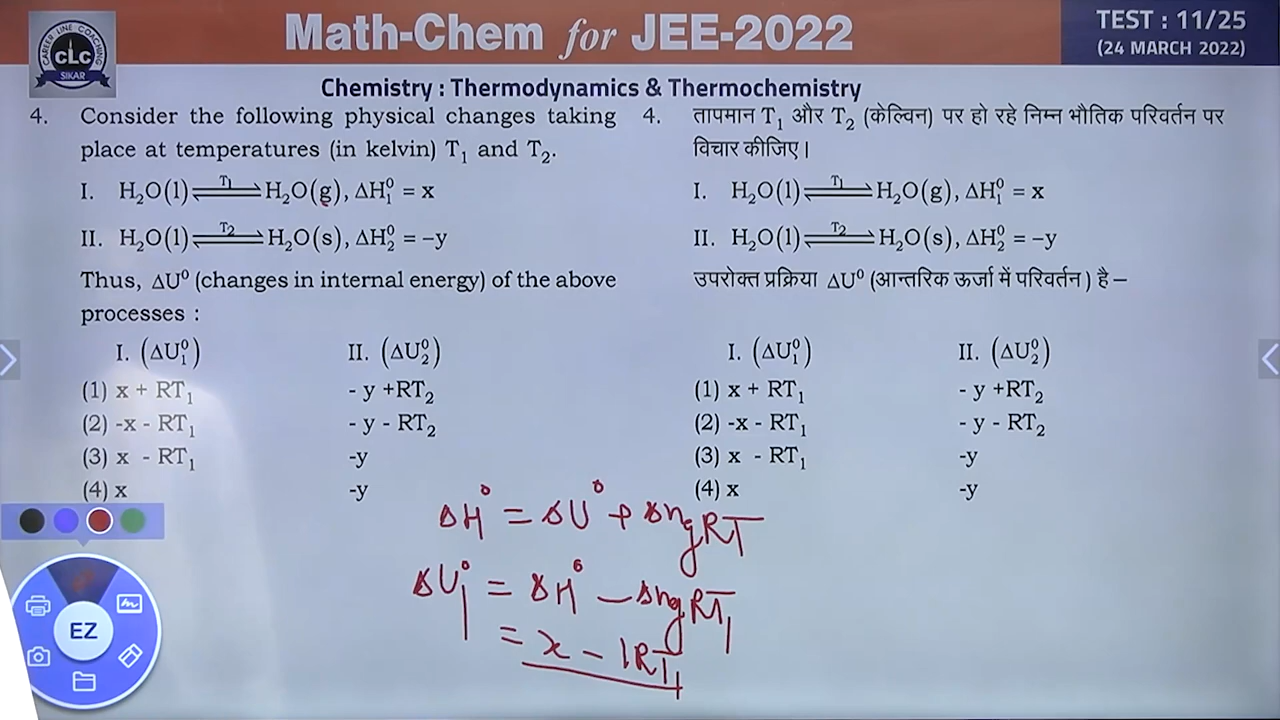 CAREER LINE COACHING
CLC
SIKAR
Math-Chem for JEE-2022
TEST : 11/25
(24 MARCH 2022)
Chemistry : Thermodynamics & Thermochemistry
4. Consider the following physical changes taking
place at temperatures (in kelvin) T₁ and T₂.
I. H₂O(l) ⇌ H₂O(g), ΔH₁⁰ = x
T₁
II. H₂O(l) ⇌ H₂O(s), ΔH₂⁰ = –y
T₂
Thus, ΔU⁰ (changes in internal energy) of the above
processes :
I. (ΔU₁⁰) II. (ΔU₂⁰)
(1) x + RT₁ - y +RT₂
(2) -x - RT₁ - y - RT₂
(3) x - RT₁ -y
(4) x -y
4. तापमान T₁ और T₂ (केल्विन) पर हो रहे निम्न भौतिक परिवर्तन पर
विचार कीजिए।
I. H₂O(l) ⇌ H₂O(g), ΔH₁⁰ = x
T₁
II. H₂O(l) ⇌ H₂O(s), ΔH₂⁰ = –y
T₂
उपरोक्त प्रक्रिया ΔU⁰ (आन्तरिक ऊर्जा में परिवर्तन) है –
I. (ΔU₁⁰) II. (ΔU₂⁰)
(1) x + RT₁ - y +RT₂
(2) -x - RT₁ - y - RT₂
(3) x - RT₁ -y
(4) x -y
ΔH° = ΔU° + Δn_gRT
ΔU₁° = ΔH° – Δn_gRT₁
= x – 1RT₁
EZ